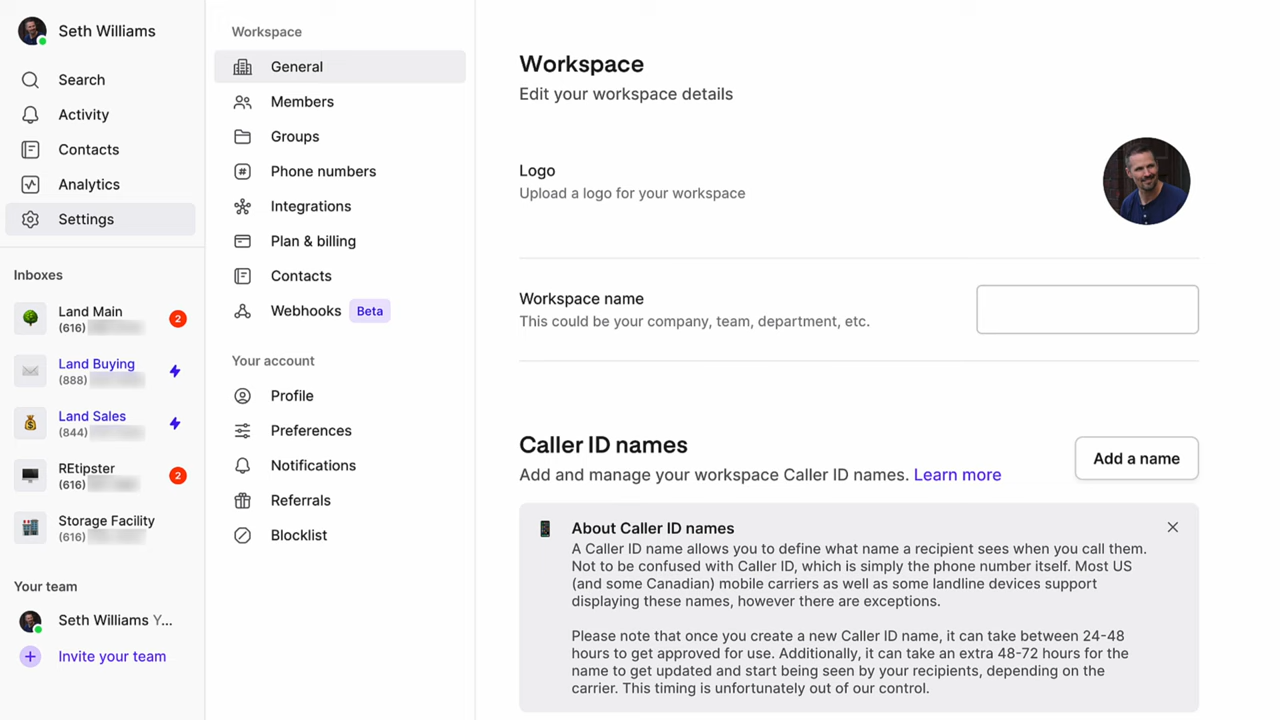 Seth Williams
Search
Activity
Contacts
Analytics
Settings
Inboxes
Land Main
(616)
2
Land Buying
(888)
Land Sales
(844)
REtipster
(616)
2
Storage Facility
(616)
Your team
Seth Williams Y...
Invite your team
Workspace
General
Members
Groups
Phone numbers
Integrations
Plan & billing
Contacts
Webhooks Beta
Your account
Profile
Preferences
Notifications
Referrals
Blocklist
Workspace
Edit your workspace details
Logo
Upload a logo for your workspace
Workspace name
This could be your company, team, department, etc.
Caller ID names
Add and manage your workspace Caller ID names. Learn more
Add a name
About Caller ID names
A Caller ID name allows you to define what name a recipient sees when you call them.
Not to be confused with Caller ID, which is simply the phone number itself. Most US
(and some Canadian) mobile carriers as well as some landline devices support
displaying these names, however there are exceptions.
Please note that once you create a new Caller ID name, it can take between 24-48
hours to get approved for use. Additionally, it can take an extra 48-72 hours for the
name to get updated and start being seen by your recipients, depending on the
carrier. This timing is unfortunately out of our control.